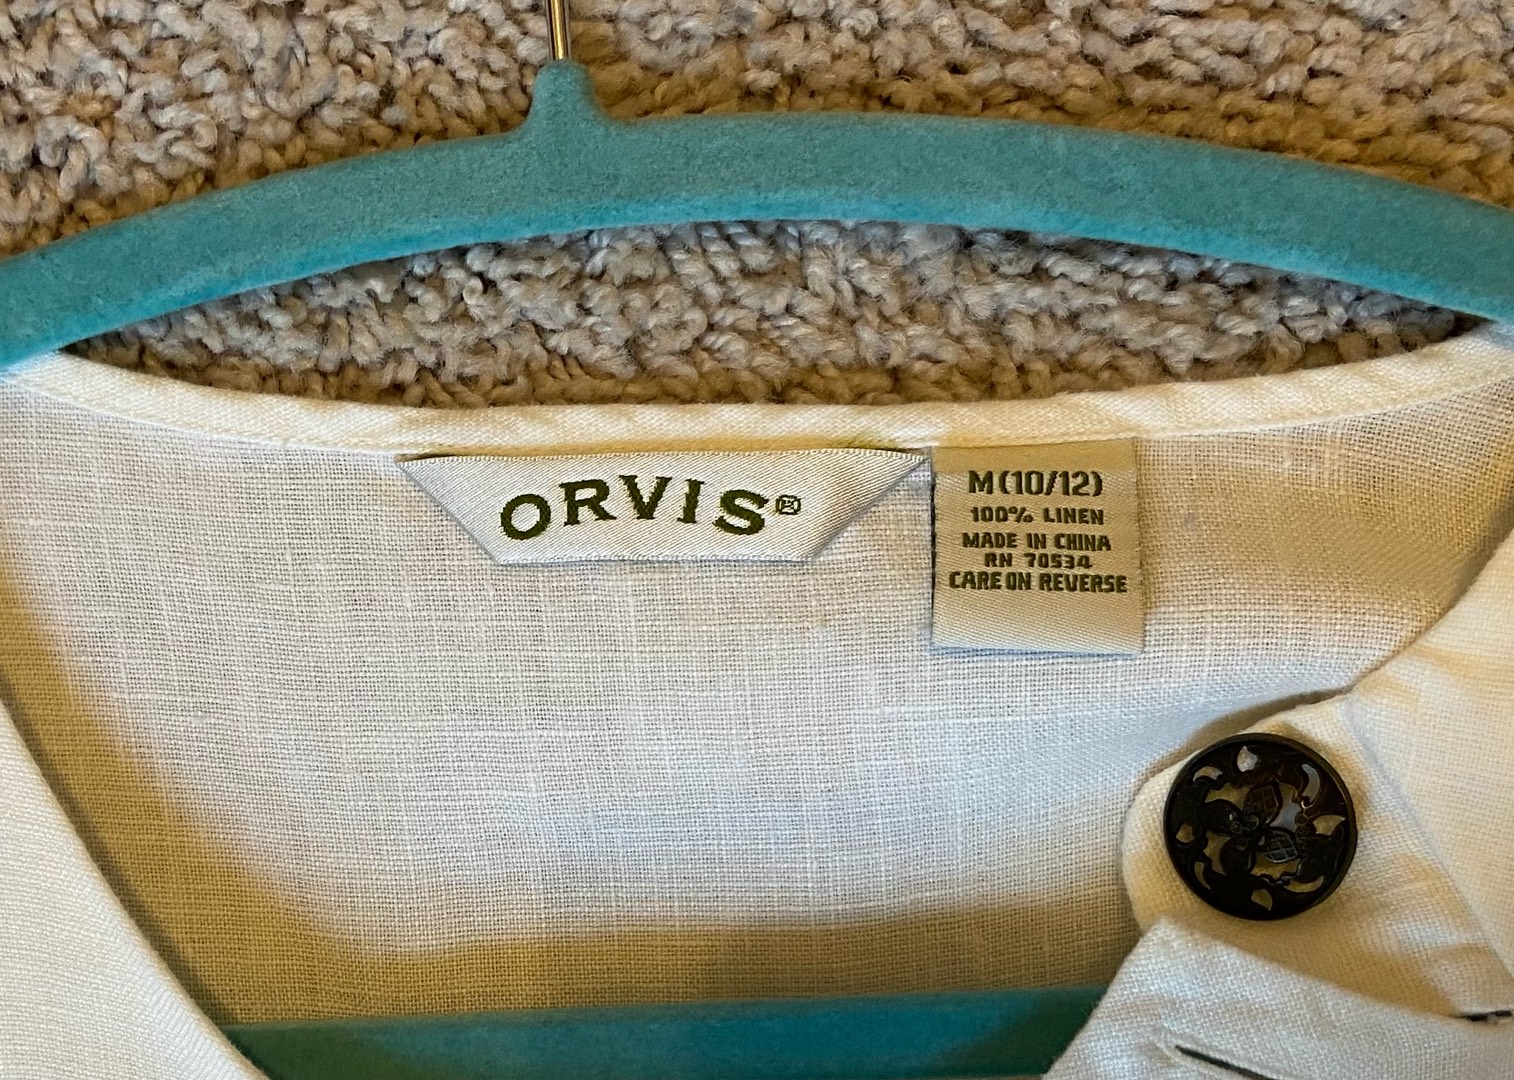 ORVIS®
M(10/12)
100% LINEN
MADE IN CHINA
RN 70534
CARE ON REVERSE